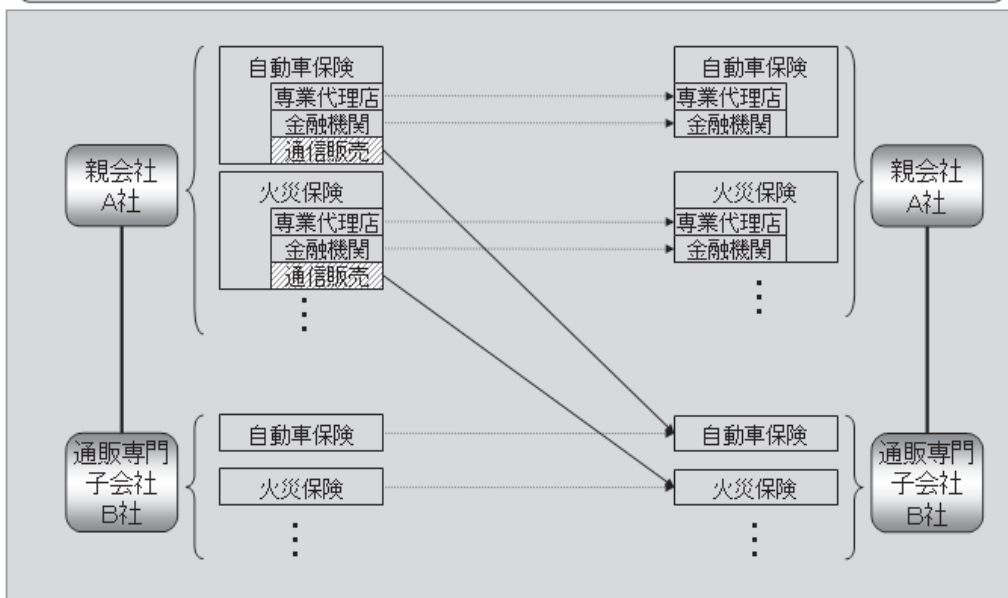 親会社
A社
自動車保険
専業代理店
金融機関
通信販売
火災保険
専業代理店
金融機関
通信販売
自動車保険
専業代理店
金融機関
火災保険
専業代理店
金融機関
親会社
A社
通販専門
子会社
B社
自動車保険
火災保険
自動車保険
火災保険
通販専門
子会社
B社